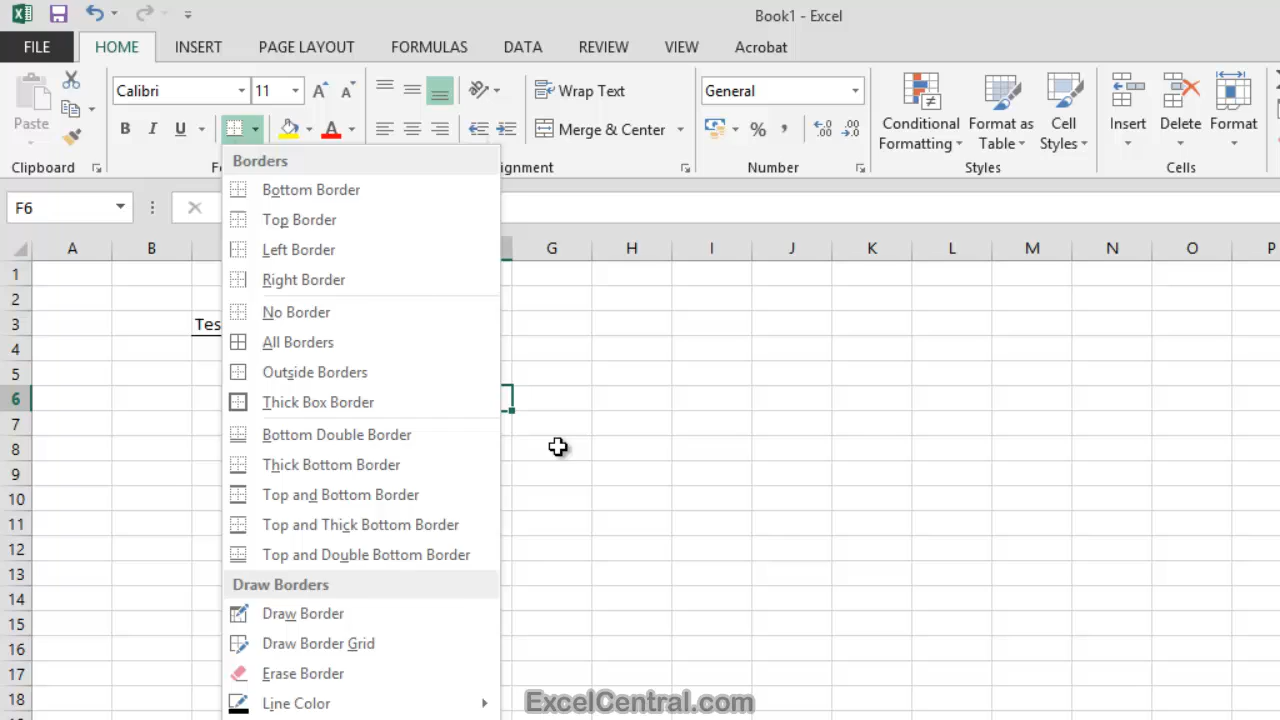 Book1 - Excel
FILE HOME INSERT PAGE LAYOUT FORMULAS DATA REVIEW VIEW Acrobat
Calibri 11 Wrap Text General
Paste B I U A Merge & Center % Conditional Formatting Format as Table Cell Styles Insert Delete Format
Clipboard Number Styles Cells
F6
A B G H I J K L M N O P
Borders
Bottom Border
Top Border
Left Border
Right Border
No Border
All Borders
Outside Borders
Thick Box Border
Bottom Double Border
Thick Bottom Border
Top and Bottom Border
Top and Thick Bottom Border
Top and Double Bottom Border
Draw Borders
Draw Border
Draw Border Grid
Erase Border
Line Color
1
2
3 Tes
4
5
6
7
8
9
10
11
12
13
14
15
16
17
18
ExcelCentral.com